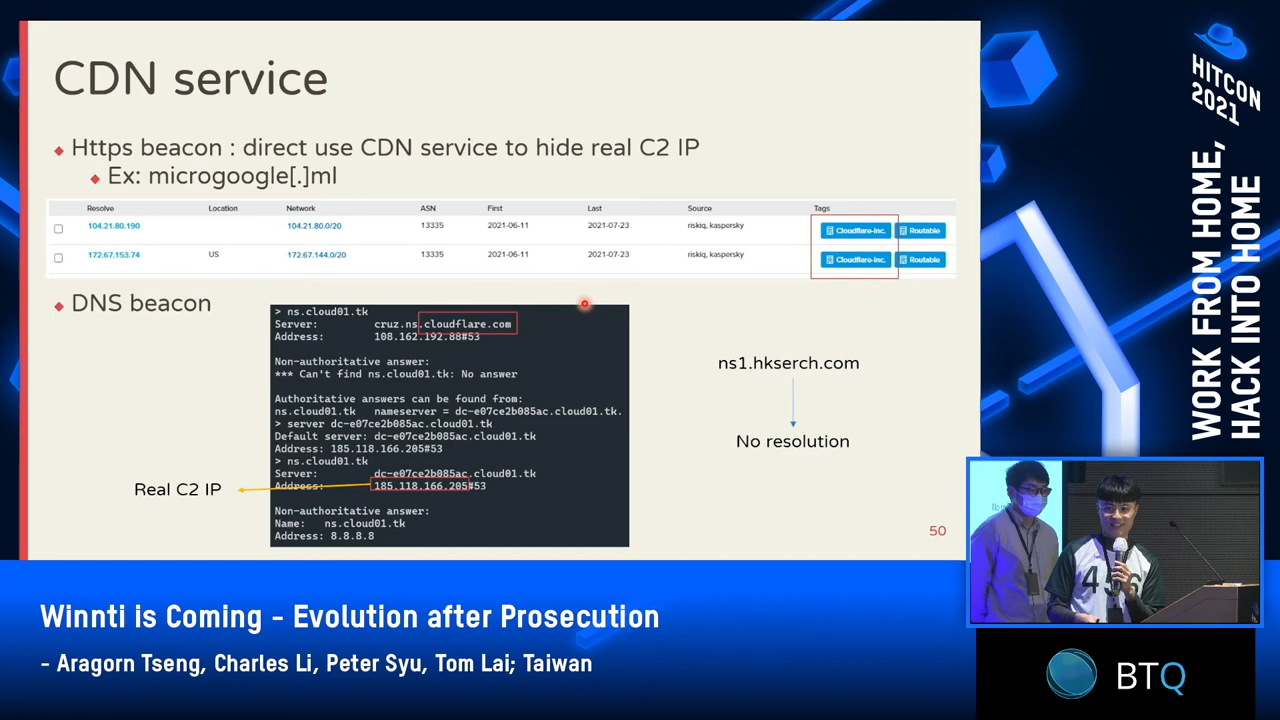 CDN service
Https beacon : direct use CDN service to hide real C2 IP
Ex: microgoogle[.]ml
Resolve Location Network ASN First Last Source Tags
104.21.80.190 104.21.80.0/20 13335 2021-06-11 2021-07-23 riskiq, kaspersky Cloudflare-Inc. Routable
172.67.153.74 US 172.67.144.0/20 13335 2021-06-11 2021-07-23 riskiq, kaspersky Cloudflare-Inc. Routable
DNS beacon
> ns.cloud01.tk
Server: cruz.ns.cloudflare.com
Address: 108.162.192.88#53
Non-authoritative answer:
*** Can't find ns.cloud01.tk: No answer
Authoritative answers can be found from:
ns.cloud01.tk nameserver = dc-e07ce2b085ac.cloud01.tk.
> server dc-e07ce2b085ac.cloud01.tk
Default server: dc-e07ce2b085ac.cloud01.tk
Address: 185.118.166.205#53
> ns.cloud01.tk
Server: dc-e07ce2b085ac.cloud01.tk
Address: 185.118.166.205#53
Non-authoritative answer:
Name: ns.cloud01.tk
Address: 8.8.8.8
Real C2 IP
ns1.hkserch.com
No resolution
50
HITCON
2021
WORK FROM HOME,
HACK INTO HOME
456
Winnti is Coming - Evolution after Prosecution
- Aragorn Tseng, Charles Li, Peter Syu, Tom Lai; Taiwan
BTQ